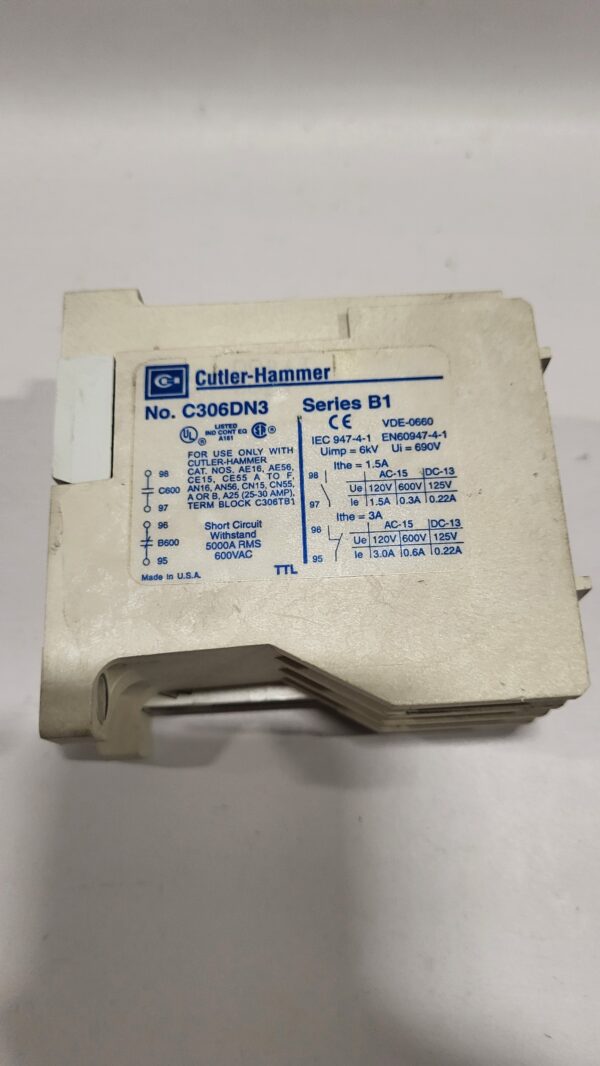 Cutler-Hammer
No. C306DN3
Series B1
UL
LISTED
IND CONT EQ
A161
FOR USE ONLY WITH
CUTLER-HAMMER
CAT. NOS. AE16, AE56,
CE15, CE55 A TO F,
AN16, AN56, CN15, CN55,
A OR B, A25 (25-30 AMP),
TERM BLOCK C306TB1
98
C600
97
96
B600
95
Short Circuit
Withstand
5000A RMS
600VAC
Made in U.S.A.
TTL
CE VDE-0660
IEC 947-4-1 EN60947-4-1
Uimp = 6kV Ui = 690V
Ithe = 1.5A
98
97
AC-15 DC-13
Ue 120V 600V 125V
Ie 1.5A 0.3A 0.22A
Ithe = 3A
96
95
AC-15 DC-13
Ue 120V 600V 125V
Ie 3.0A 0.6A 0.22A